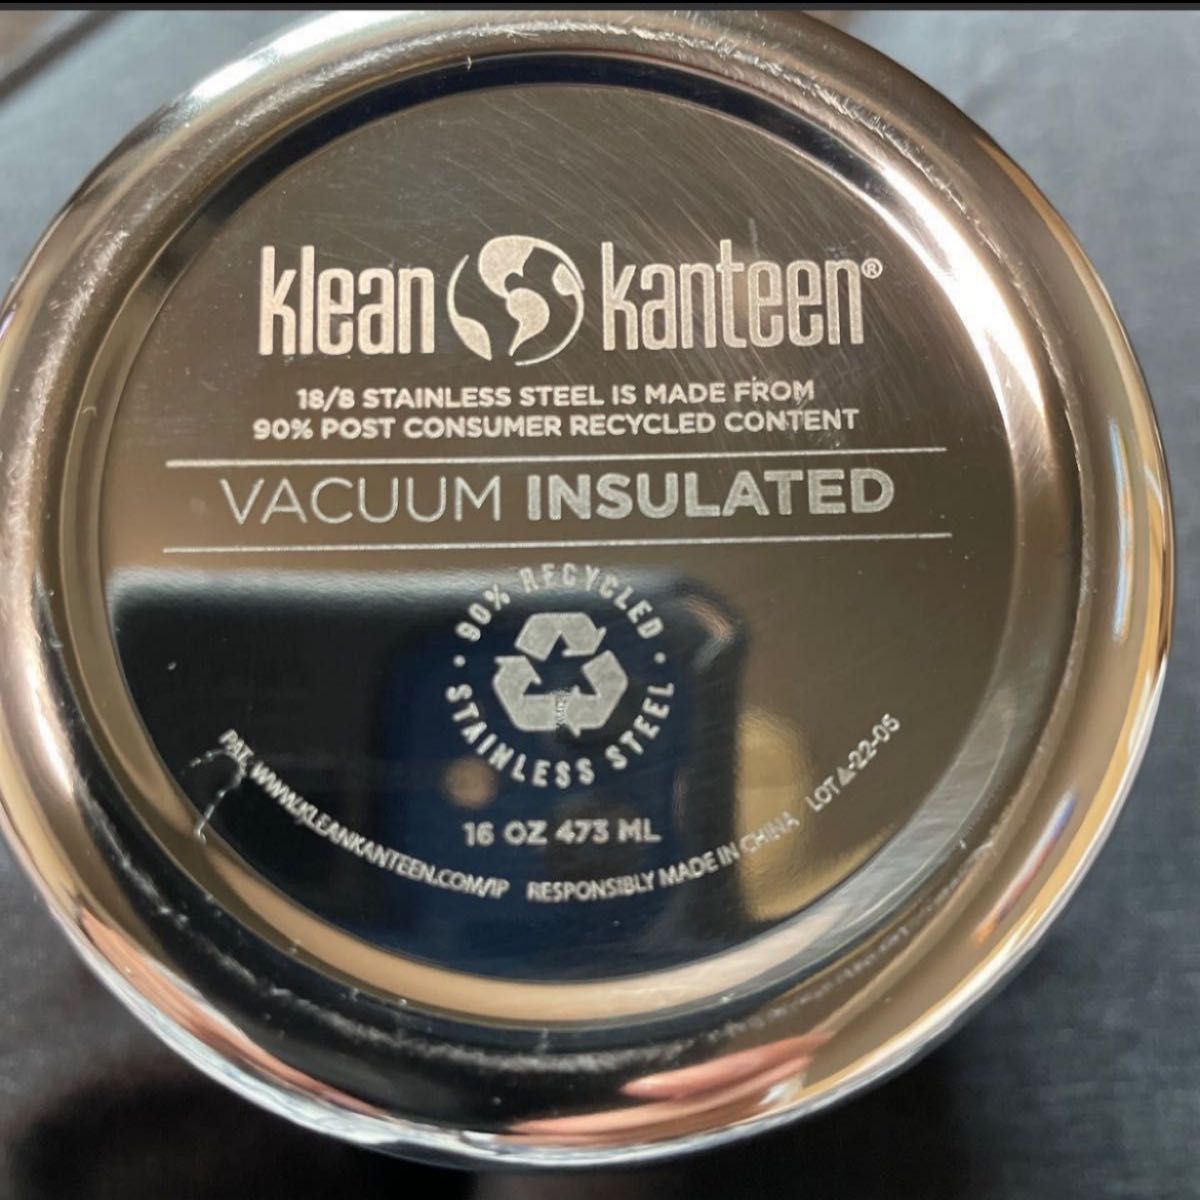 klean kanteen®
18/8 STAINLESS STEEL IS MADE FROM
90% POST CONSUMER RECYCLED CONTENT
VACUUM INSULATED
· 90% RECYCLED ·
STAINLESS STEEL
16 OZ 473 ML
PAT. WWW.KLEANKANTEEN.COM/IP RESPONSIBLY MADE IN CHINA LOT A-22-05